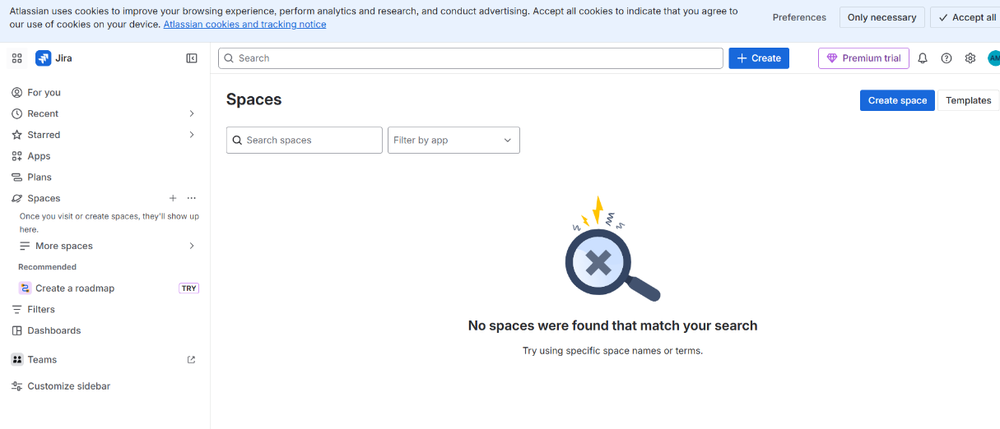 Atlassian uses cookies to improve your browsing experience, perform analytics and research, and conduct advertising. Accept all cookies to indicate that you agree to
our use of cookies on your device. Atlassian cookies and tracking notice
Preferences
Only necessary
Accept all
Jira
Search
Create
Premium trial
AM
For you
Recent
Starred
Apps
Plans
Spaces
Once you visit or create spaces, they'll show up
here.
More spaces
Recommended
Create a roadmap
TRY
Filters
Dashboards
Teams
Customize sidebar
Spaces
Create space
Templates
Search spaces
Filter by app
No spaces were found that match your search
Try using specific space names or terms.